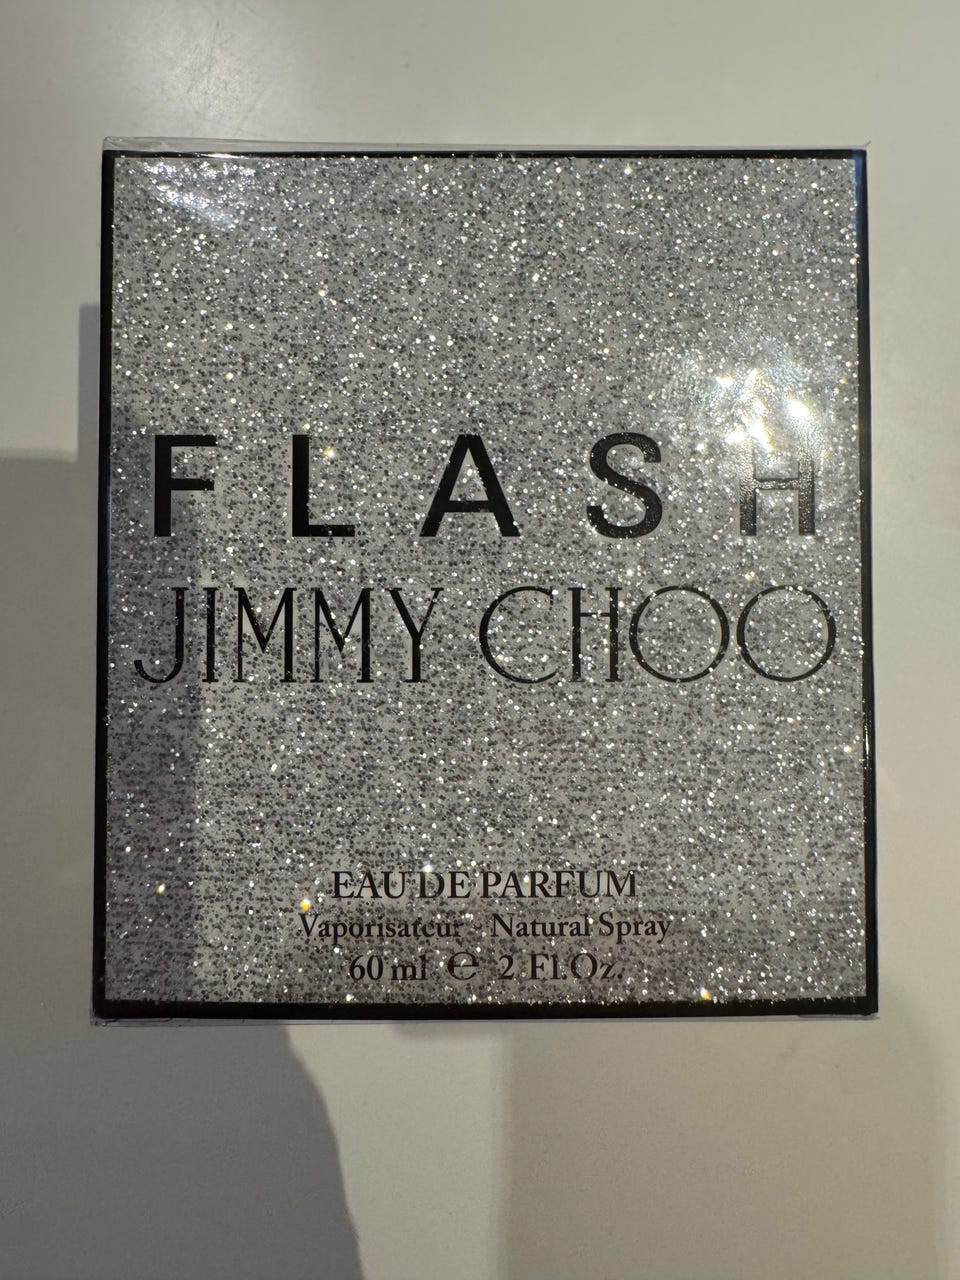 FLASH
JIMMY CHOO
EAU DE PARFUM
Vaporisateur - Natural Spray
60 ml ℮ 2 Fl.Oz.